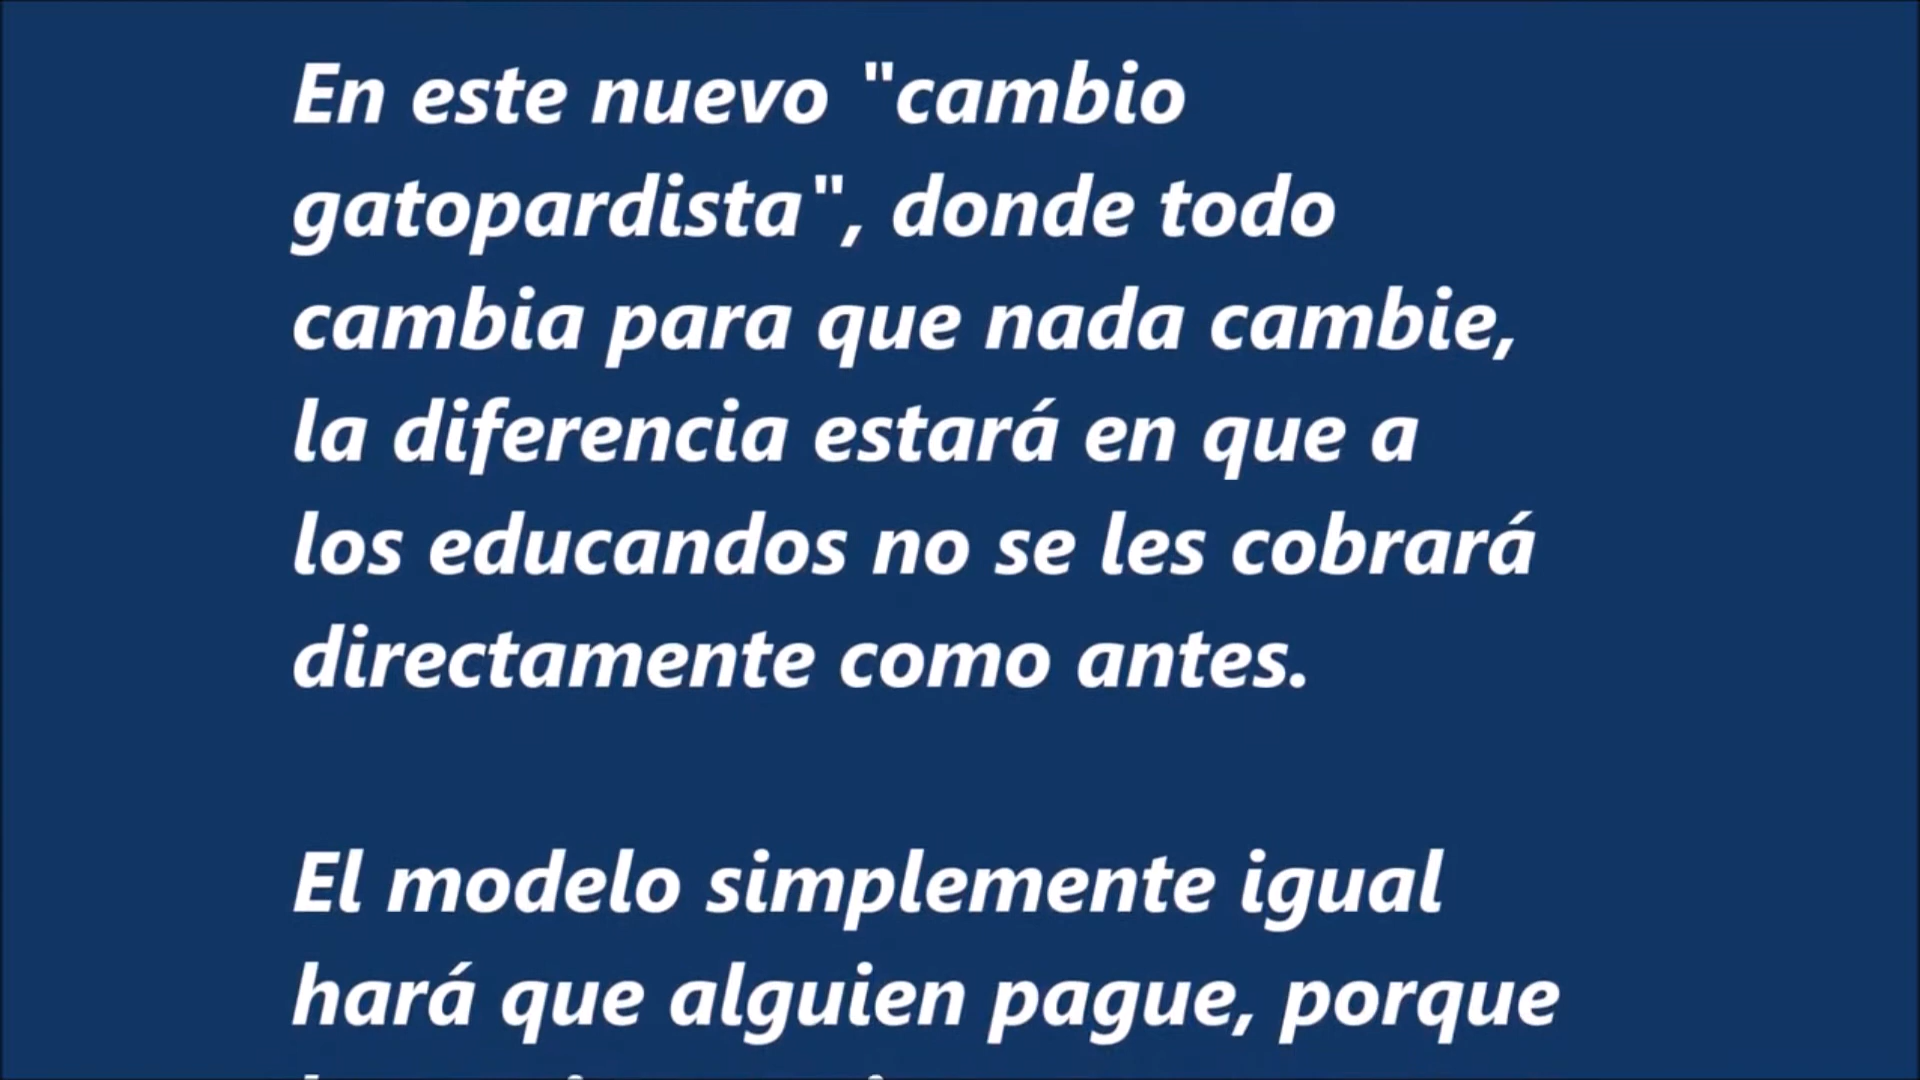 En este nuevo "cambio
gatopardista", donde todo
cambia para que nada cambie,
la diferencia estará en que a
los educandos no se les cobrará
directamente como antes.
El modelo simplemente igual
hará que alguien pague, porque